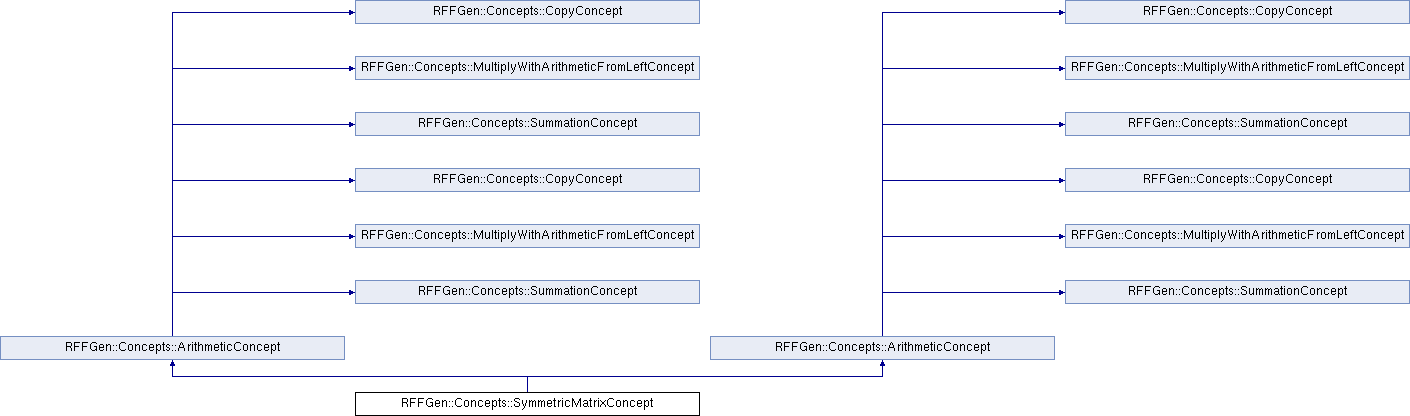 RFFGen::Concepts::CopyConcept
RFFGen::Concepts::CopyConcept
RFFGen::Concepts::MultiplyWithArithmeticFromLeftConcept
RFFGen::Concepts::MultiplyWithArithmeticFromLeftConcept
RFFGen::Concepts::SummationConcept
RFFGen::Concepts::SummationConcept
RFFGen::Concepts::CopyConcept
RFFGen::Concepts::CopyConcept
RFFGen::Concepts::MultiplyWithArithmeticFromLeftConcept
RFFGen::Concepts::MultiplyWithArithmeticFromLeftConcept
RFFGen::Concepts::SummationConcept
RFFGen::Concepts::SummationConcept
RFFGen::Concepts::ArithmeticConcept
RFFGen::Concepts::ArithmeticConcept
RFFGen::Concepts::SymmetricMatrixConcept